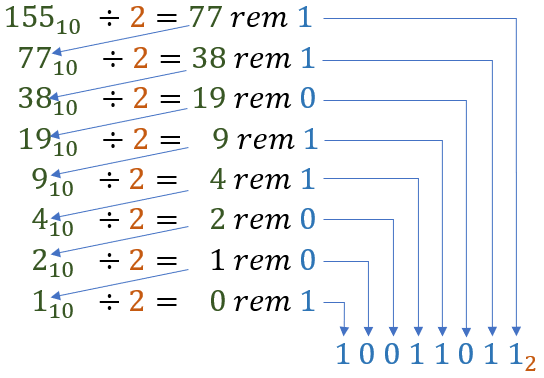 155₁₀ ÷ 2 = 77 rem 1
77₁₀ ÷ 2 = 38 rem 1
38₁₀ ÷ 2 = 19 rem 0
19₁₀ ÷ 2 = 9 rem 1
9₁₀ ÷ 2 = 4 rem 1
4₁₀ ÷ 2 = 2 rem 0
2₁₀ ÷ 2 = 1 rem 0
1₁₀ ÷ 2 = 0 rem 1
1 0 0 1 1 0 1 1₂